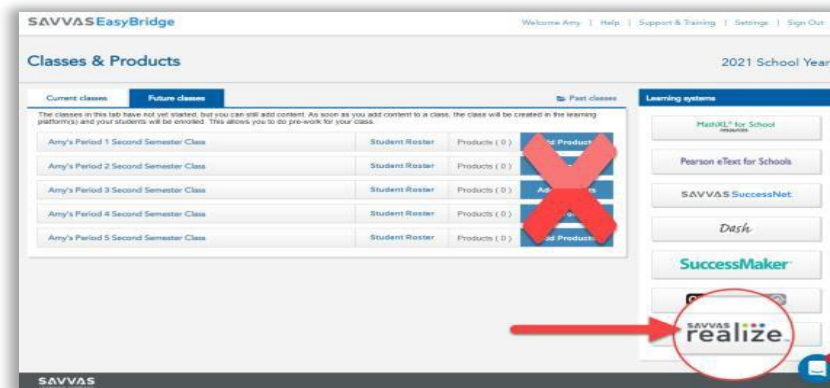 SAVVAS EasyBridge
Welcome Amy | Help | Support & Training | Settings | Sign Out
Classes & Products
2021 School Year
Current classes
Future classes
Past classes
Learning systems
The classes in this tab have not yet started, but you can still add content. As soon as you add content to a class, the class will be created in the learning
platform(s) and your students will be enrolled. This allows you to do pre-work for your class.
Amy's Period 1 Second Semester Class Student Roster Products ( 0 ) d Product
Amy's Period 2 Second Semester Class Student Roster Products ( 0 )
Amy's Period 3 Second Semester Class Student Roster Products ( 0 ) Ad
Amy's Period 4 Second Semester Class Student Roster Products ( 0 )
Amy's Period 5 Second Semester Class Student Roster Products ( 0 ) d Product
MathXL® for School
Pearson eText for Schools
SAVVAS SuccessNet
Dash
SuccessMaker
SAVVAS
realize
SAVVAS